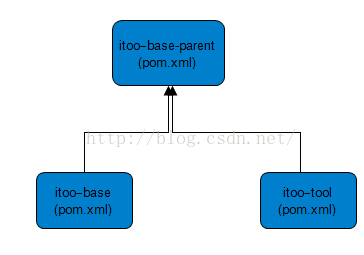 itoo-base-parent
(pom.xml)
http://blog.csdn.net/
itoo-base
(pom.xml)
itoo-tool
(pom.xml)